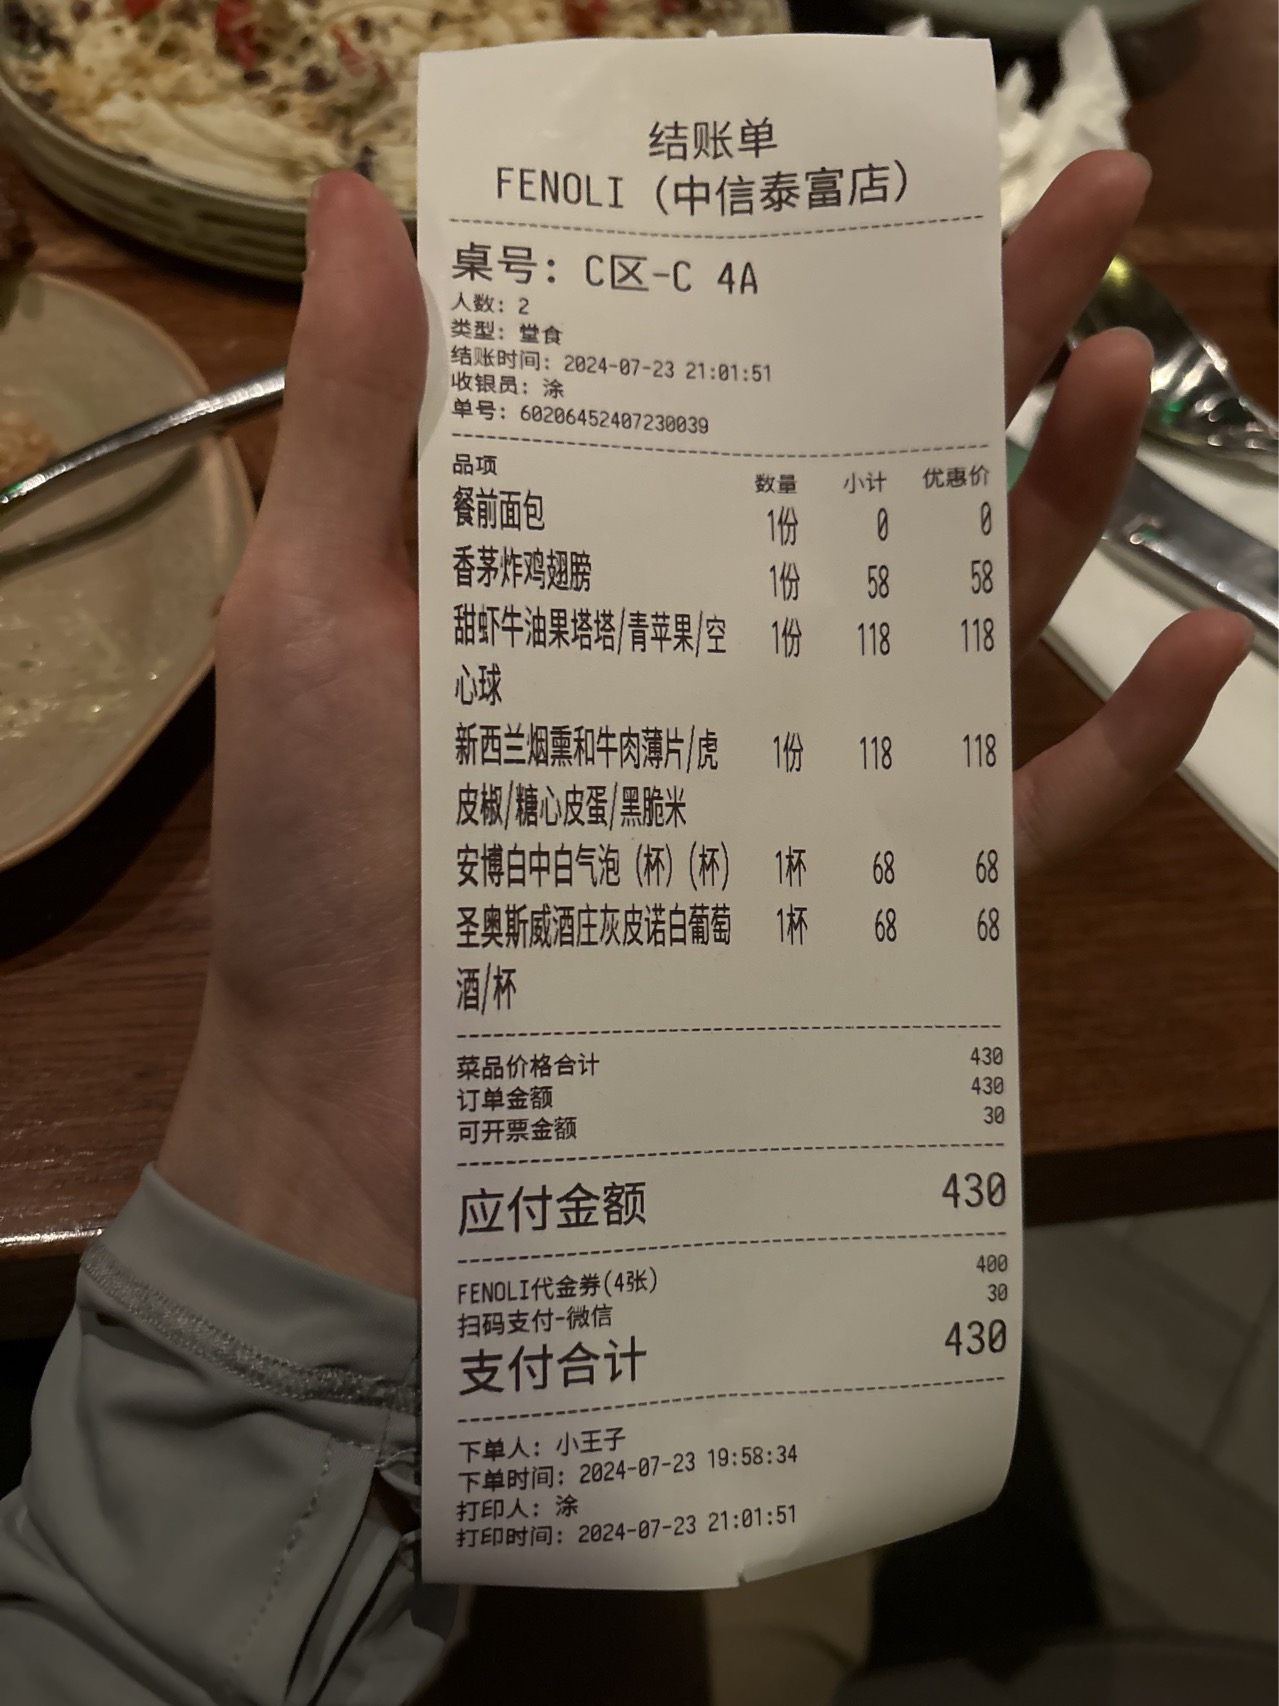 结账单
FENOLI（中信泰富店）
桌号：C区-C 4A
人数：2
类型：堂食
结账时间：2024-07-23 21:01:51
收银员：涂
单号：60206452407230039
品项 数量 小计 优惠价
餐前面包 1份 0 0
香茅炸鸡翅膀 1份 58 58
甜虾牛油果塔塔/青苹果/空 1份 118 118
心球
新西兰烟熏和牛肉薄片/虎 1份 118 118
皮椒/糖心皮蛋/黑脆米
安博白中白气泡（杯）(杯) 1杯 68 68
圣奥斯威酒庄灰皮诺白葡萄 1杯 68 68
酒/杯
菜品价格合计 430
订单金额 430
可开票金额 30
应付金额 430
FENOLI代金券(4张) 400
扫码支付-微信 30
支付合计 430
下单人：小王子
下单时间：2024-07-23 19:58:34
打印人：涂
打印时间：2024-07-23 21:01:51